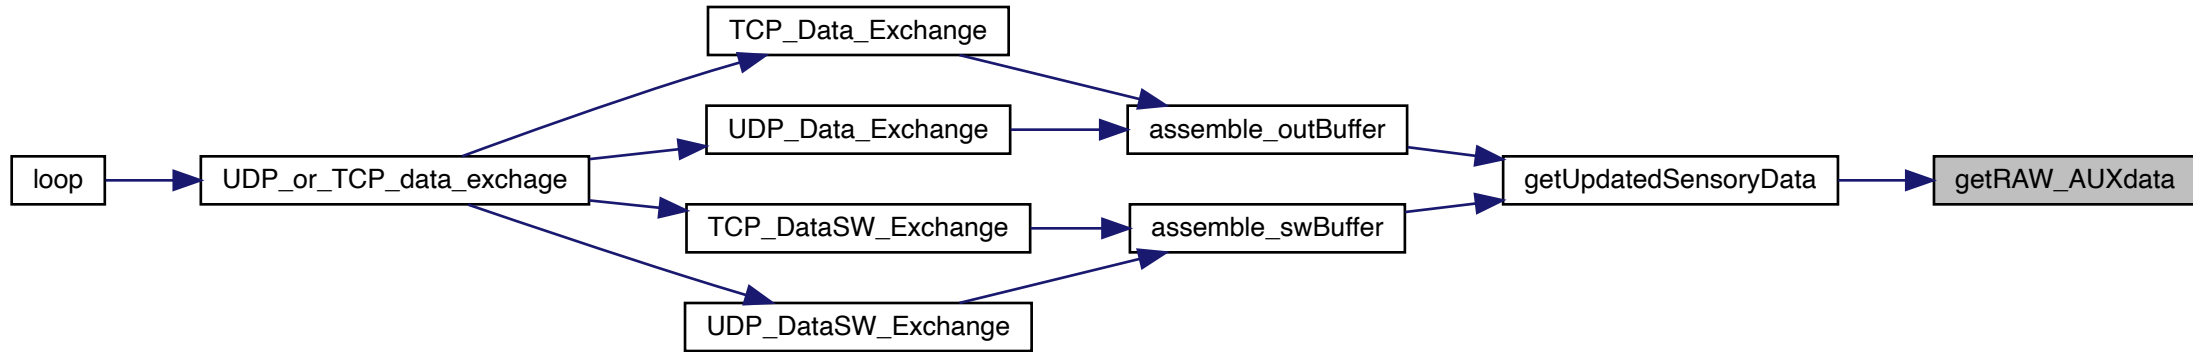 loop
UDP_or_TCP_data_exchage
TCP_Data_Exchange
UDP_Data_Exchange
TCP_DataSW_Exchange
UDP_DataSW_Exchange
assemble_outBuffer
assemble_swBuffer
getUpdatedSensoryData
getRAW_AUXdata